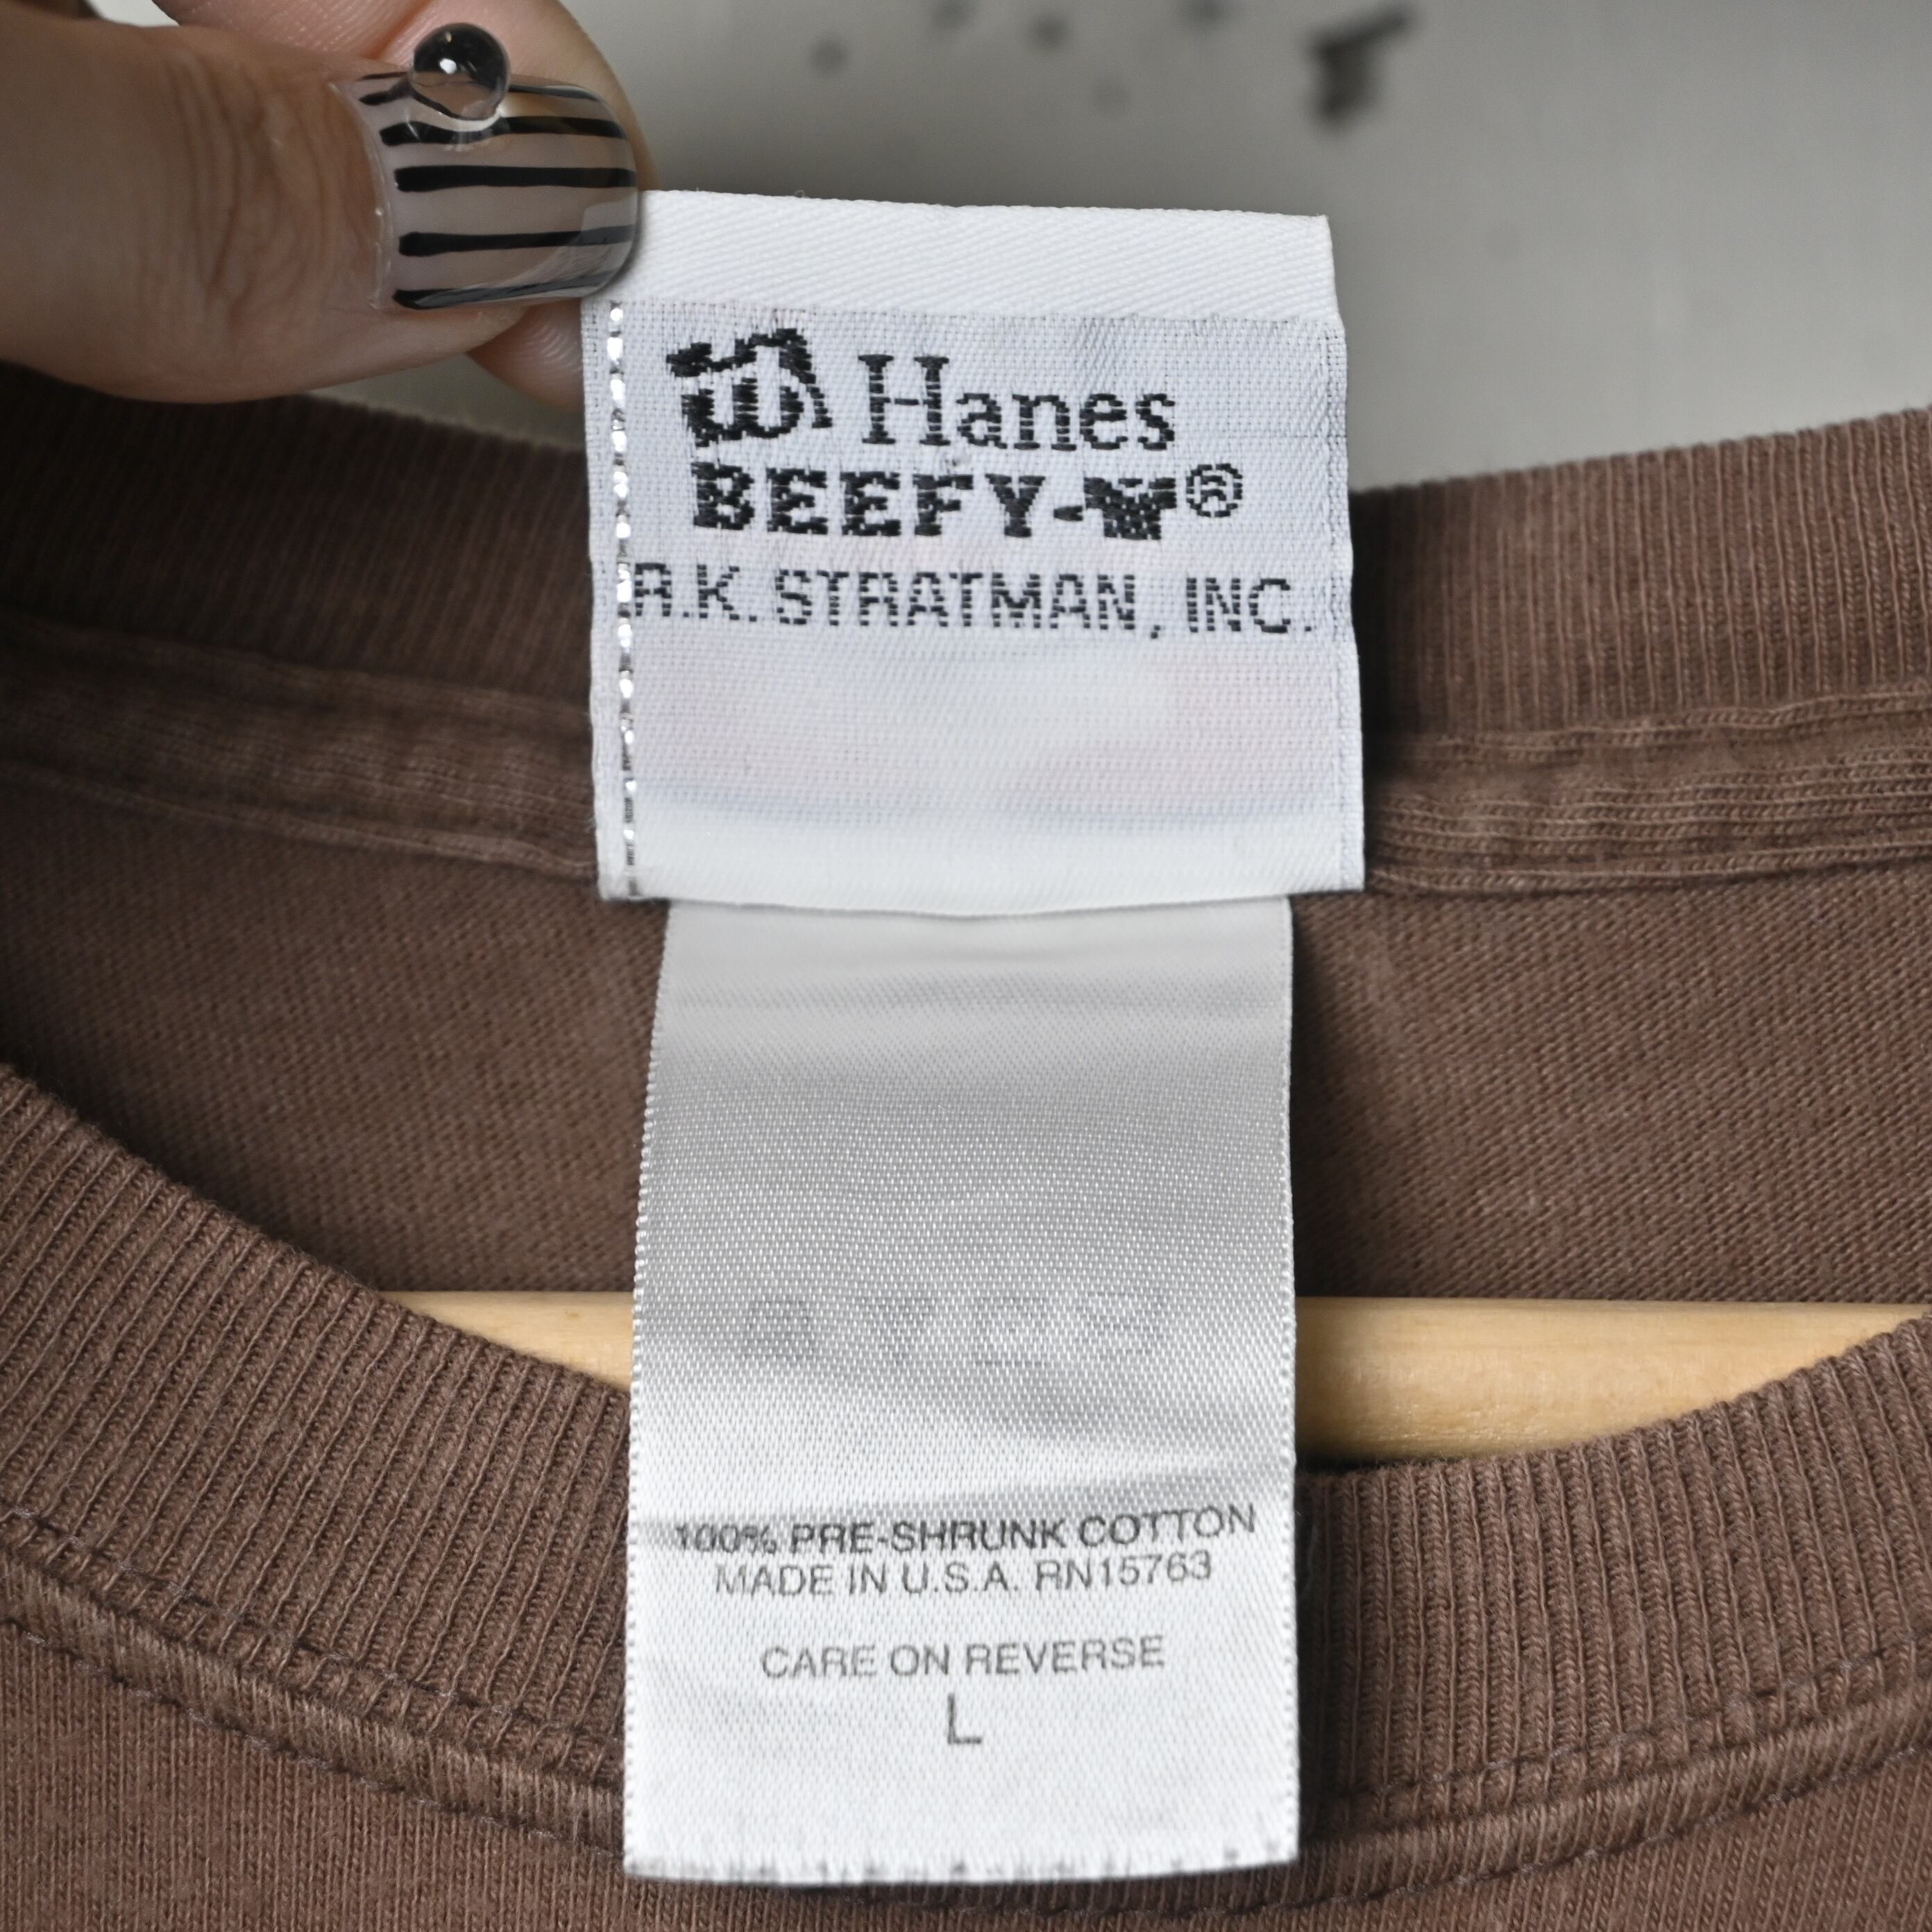 Hanes
BEEFY-T®
R.K. STRATMAN, INC.
100% PRE-SHRUNK COTTON
MADE IN U.S.A. RN15763
CARE ON REVERSE
L